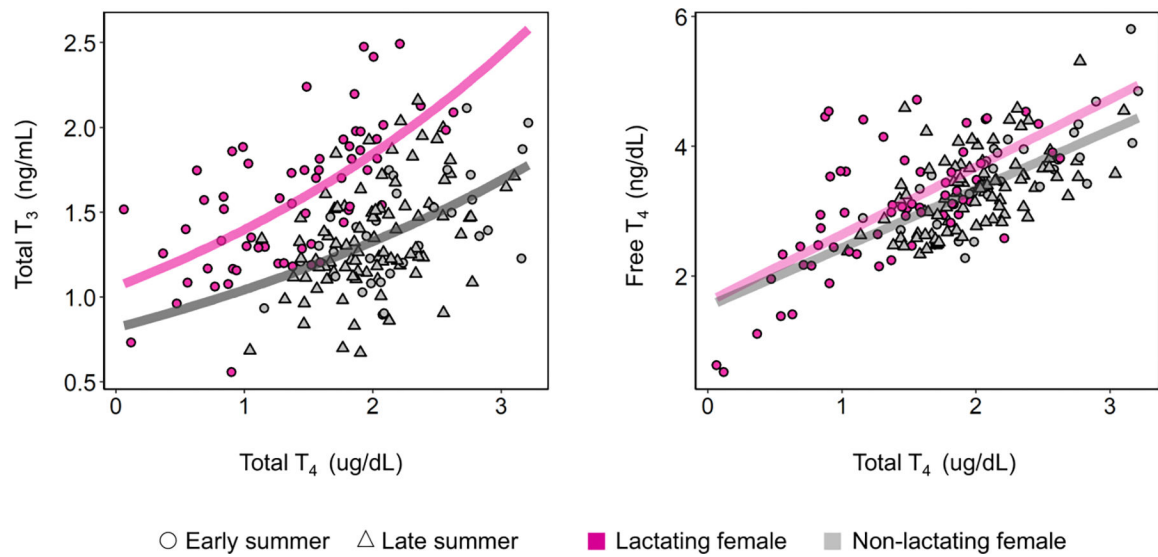 Total T3 (ng/mL)
2.5
2.0
1.5
1.0
0.5
0 1 2 3
Total T4 (ug/dL)
Free T4 (ng/dL)
6
4
2
0 1 2 3
Total T4 (ug/dL)
Early summer Late summer Lactating female Non-lactating female